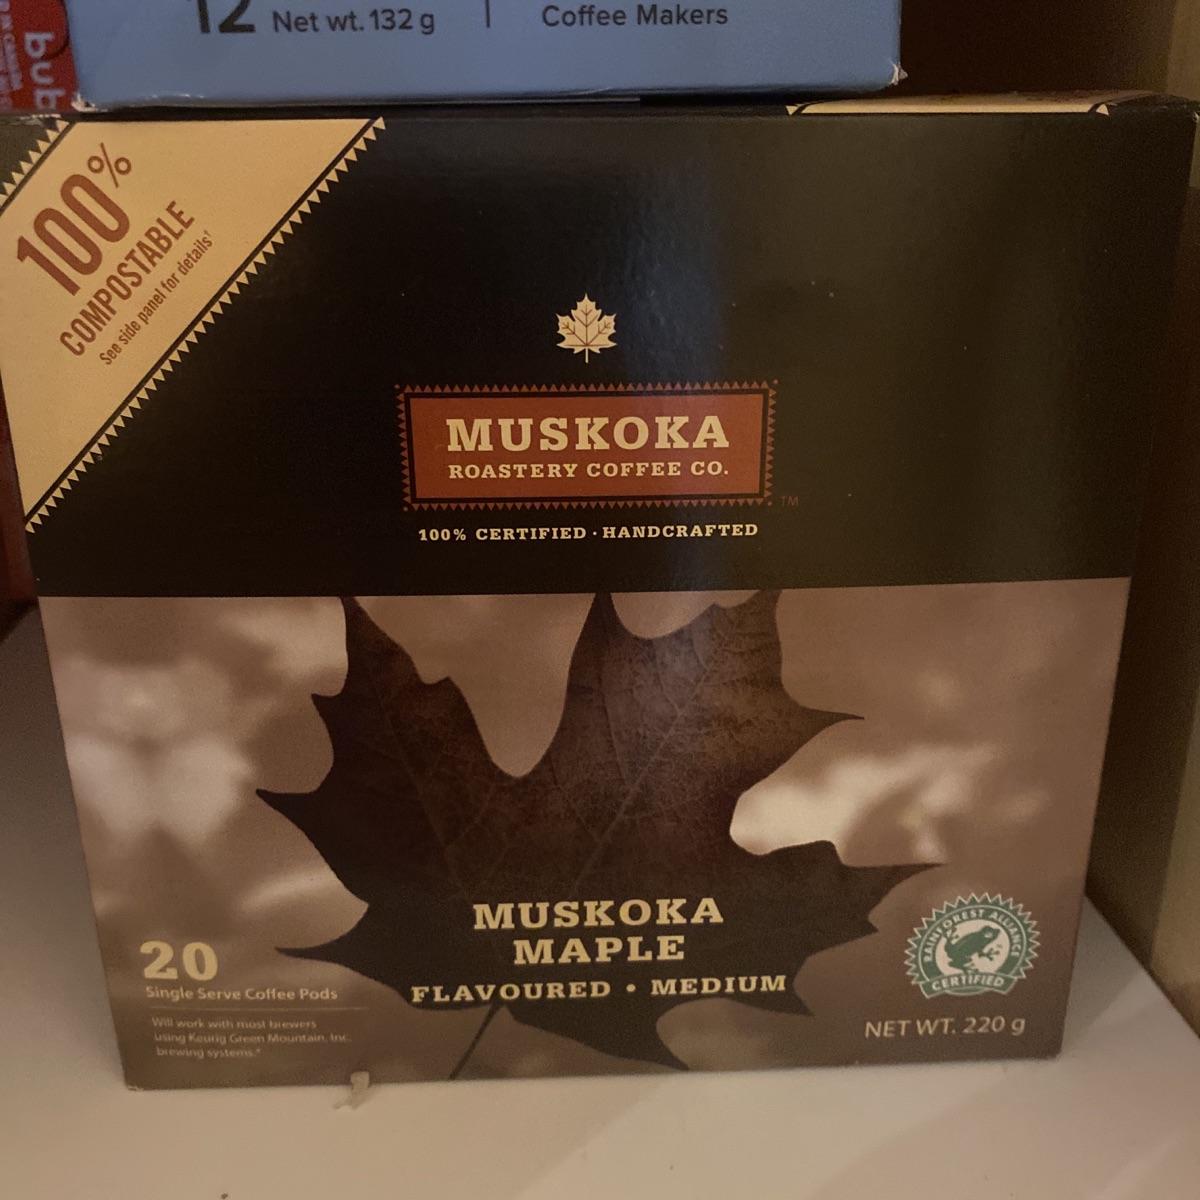 12 Net wt. 132 g | Coffee Makers
bub
100%
COMPOSTABLE
See side panel for details†
MUSKOKA
ROASTERY COFFEE CO.
TM
100% CERTIFIED · HANDCRAFTED
MUSKOKA
MAPLE
FLAVOURED • MEDIUM
20
Single Serve Coffee Pods
Will work with most brewers
using Keurig Green Mountain, Inc.
brewing systems.*
RAINFOREST ALLIANCE
CERTIFIED
NET WT. 220 g